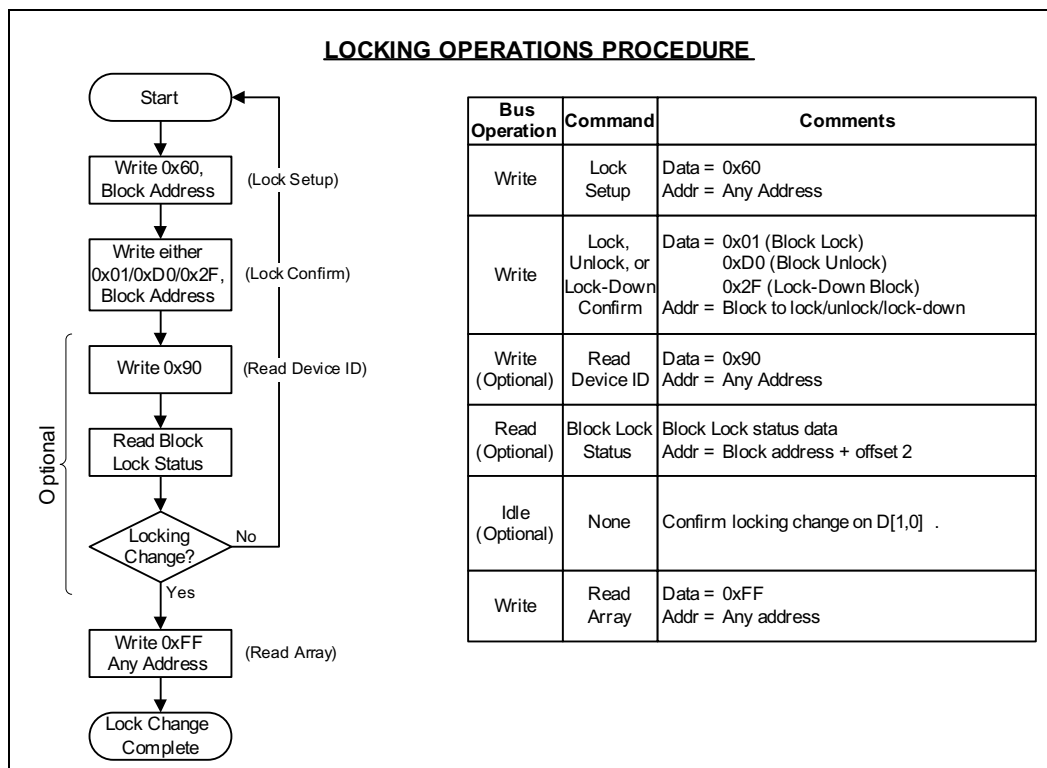 LOCKING OPERATIONS PROCEDURE
Start
Write 0x60,
Block Address
(Lock Setup)
Write either
0x01/0xD0/0x2F,
Block Address
(Lock Confirm)
Optional
Write 0x90
(Read Device ID)
Read Block
Lock Status
Locking
Change?
No
Yes
Write 0xFF
Any Address
(Read Array)
Lock Change
Complete
Bus
Operation
Command
Comments
Write
Lock
Setup
Data = 0x60
Addr = Any Address
Write
Lock,
Unlock, or
Lock-Down
Confirm
Data = 0x01 (Block Lock)
0xD0 (Block Unlock)
0x2F (Lock-Down Block)
Addr = Block to lock/unlock/lock-down
Write
(Optional)
Read
Device ID
Data = 0x90
Addr = Any Address
Read
(Optional)
Block Lock
Status
Block Lock status data
Addr = Block address + offset 2
Idle
(Optional)
None
Confirm locking change on D[1,0] .
Write
Read
Array
Data = 0xFF
Addr = Any address